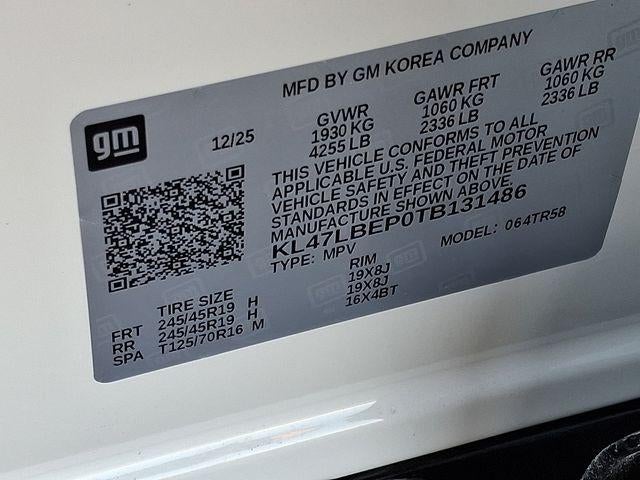 MFD BY GM KOREA COMPANY
gm
12/25
GVWR GAWR FRT GAWR RR
1930 KG 1060 KG 1060 KG
4255 LB 2336 LB 2336 LB
THIS VEHICLE CONFORMS TO ALL
APPLICABLE U.S. FEDERAL MOTOR
VEHICLE SAFETY AND THEFT PREVENTION
STANDARDS IN EFFECT ON THE DATE OF
MANUFACTURE SHOWN ABOVE
KL47LBEP0TB131486
TYPE: MPV MODEL: 064TR58
TIRE SIZE RIM
FRT 245/45R19 H 19X8J
RR 245/45R19 H 19X8J
SPA T125/70R16 M 16X4BT